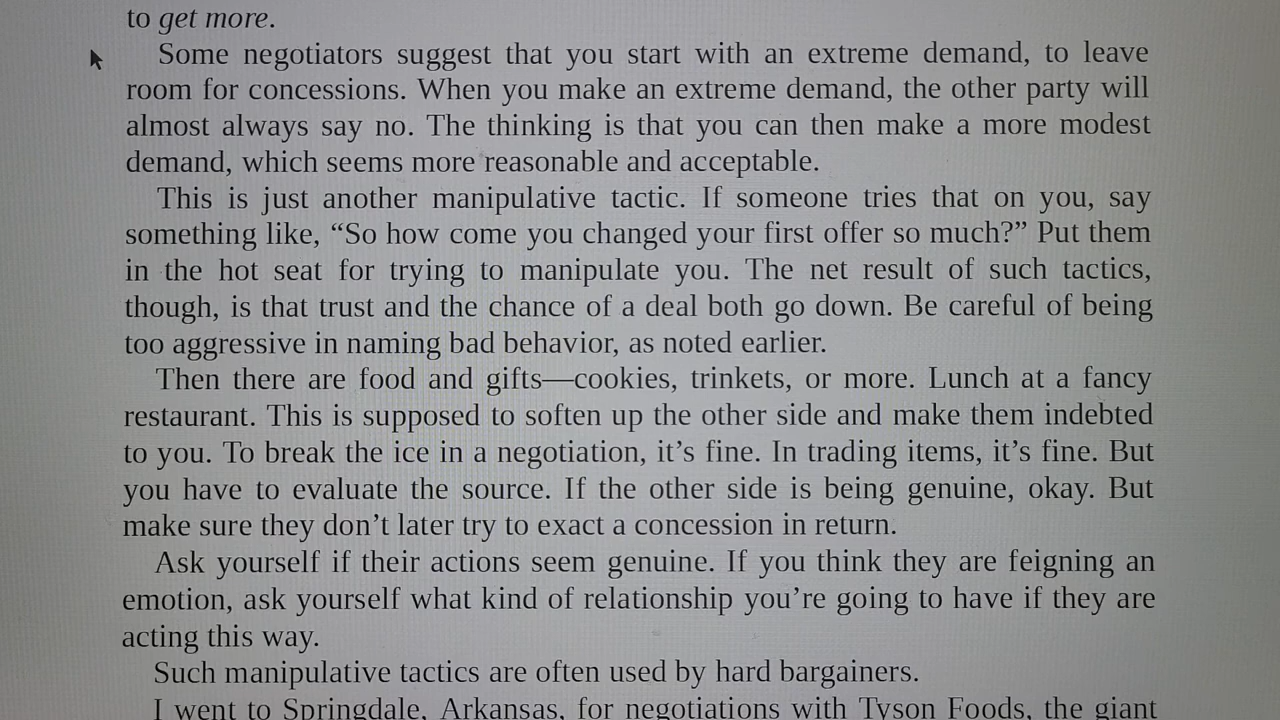 to get more.
Some negotiators suggest that you start with an extreme demand, to leave
room for concessions. When you make an extreme demand, the other party will
almost always say no. The thinking is that you can then make a more modest
demand, which seems more reasonable and acceptable.
This is just another manipulative tactic. If someone tries that on you, say
something like, “So how come you changed your first offer so much?” Put them
in the hot seat for trying to manipulate you. The net result of such tactics,
though, is that trust and the chance of a deal both go down. Be careful of being
too aggressive in naming bad behavior, as noted earlier.
Then there are food and gifts—cookies, trinkets, or more. Lunch at a fancy
restaurant. This is supposed to soften up the other side and make them indebted
to you. To break the ice in a negotiation, it’s fine. In trading items, it’s fine. But
you have to evaluate the source. If the other side is being genuine, okay. But
make sure they don’t later try to exact a concession in return.
Ask yourself if their actions seem genuine. If you think they are feigning an
emotion, ask yourself what kind of relationship you’re going to have if they are
acting this way.
Such manipulative tactics are often used by hard bargainers.
I went to Springdale, Arkansas, for negotiations with Tyson Foods, the giant